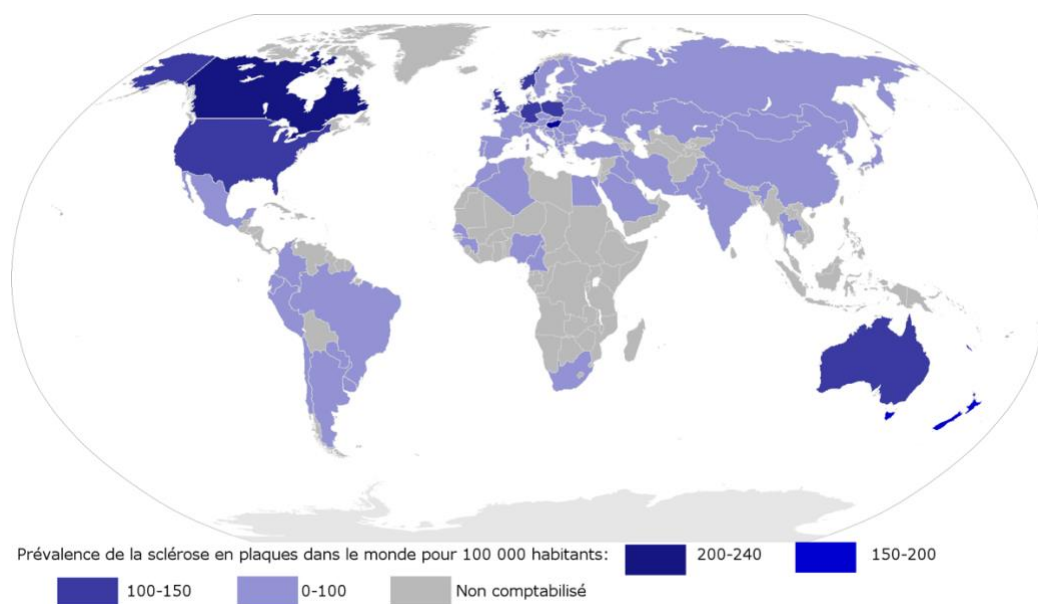 Prévalence de la sclérose en plaques dans le monde pour 100 000 habitants: 200-240 150-200
100-150 0-100 Non comptabilisé